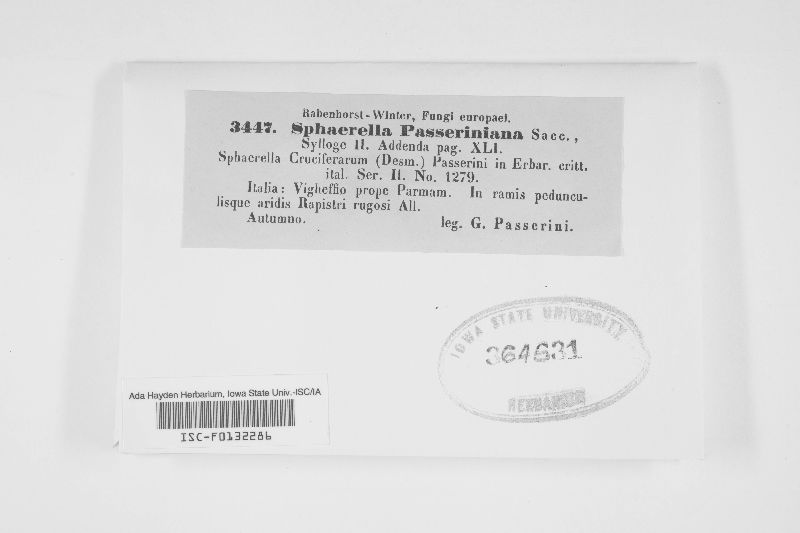 Rabenhorst-Winter, Fungi europaei.
3447. Sphaerella Passeriniana Sacc.,
Sylloge II. Addenda pag. XLI.
Sphaerella Cruciferarum (Desm.) Passerini in Erbar. critt.
ital. Ser. II. No. 1279.
Italia: Vigheffio prope Parmam. In ramis peduncu-
lisque aridis Rapistri rugosi All.
Autumno. leg. G. Passerini.
IOWA STATE UNIVERSITY
364631
HERBARIUM
Ada Hayden Herbarium, Iowa State Univ.-ISC/IA
ISC-F0132286